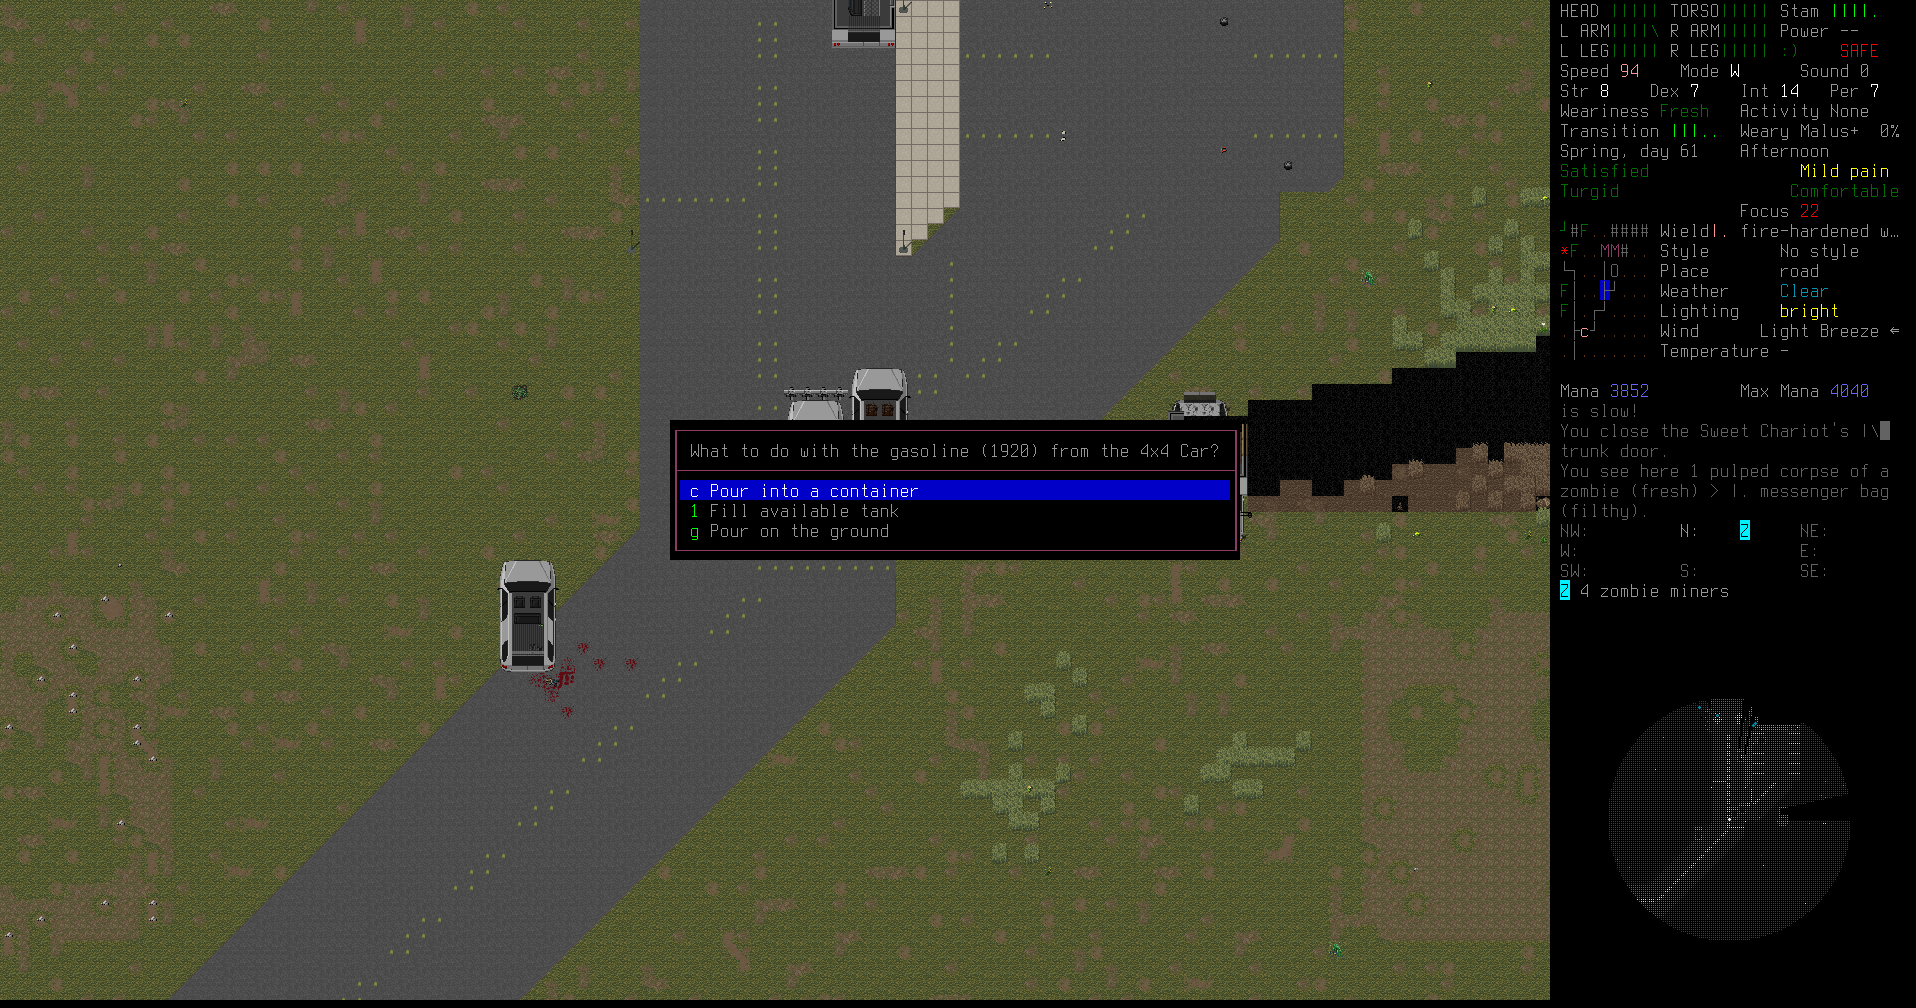 HEAD ||||| TORSO||||| Stam ||||.
L ARM||||\ R ARM||||| Power --
L LEG||||| R LEG||||| :) SAFE
Speed 94 Mode W Sound 0
Str 8 Dex 7 Int 14 Per 7
Weariness Fresh Activity None
Transition |||.. Weary Malus+ 0%
Spring, day 61 Afternoon
Satisfied Mild pain
Turgid Comfortable
Focus 22
Wield|. fire-hardened w…
Style No style
Place road
Weather Clear
Lighting bright
Wind Light Breeze ⇐
Temperature -
Mana 3852 Max Mana 4040
is slow!
You close the Sweet Chariot's |\
trunk door.
You see here 1 pulped corpse of a
zombie (fresh) > |. messenger bag
(filthy).
NW: N: Z NE:
W: E:
SW: S: SE:
Z 4 zombie miners
What to do with the gasoline (1920) from the 4x4 Car?
c Pour into a container
1 Fill available tank
g Pour on the ground